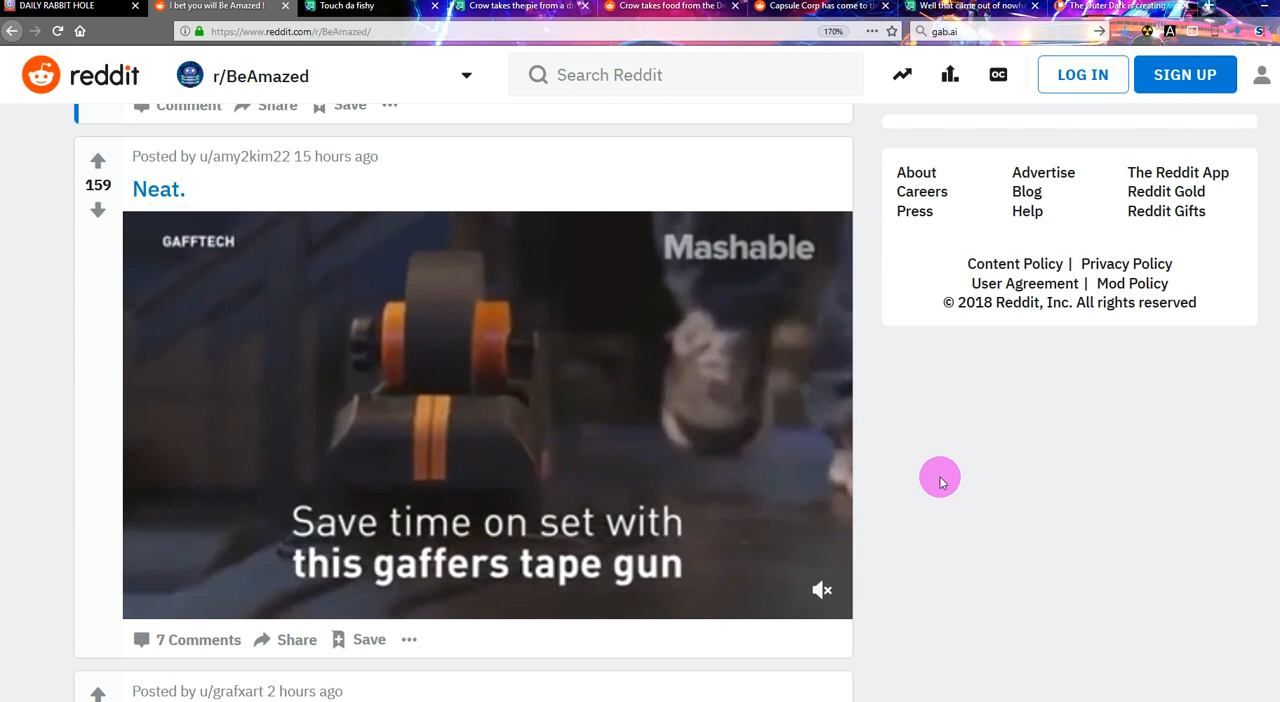 DAILY RABBIT HOLE
I bet you will Be Amazed !
Touch da fishy
Crow takes the pie from a dr
Crow takes food from the Dr
Capsule Corp has come to th
Well that came out of nowh
The Outer Dark is creating
https://www.reddit.com/r/BeAmazed/
170%
gab.ai
reddit
r/BeAmazed
Search Reddit
LOG IN
SIGN UP
Comment Share Save
Posted by u/amy2kim22 15 hours ago
159
Neat.
GAFFTECH
Mashable
Save time on set with
this gaffers tape gun
7 Comments Share Save
Posted by u/grafxart 2 hours ago
About Advertise The Reddit App
Careers Blog Reddit Gold
Press Help Reddit Gifts
Content Policy | Privacy Policy
User Agreement | Mod Policy
© 2018 Reddit, Inc. All rights reserved